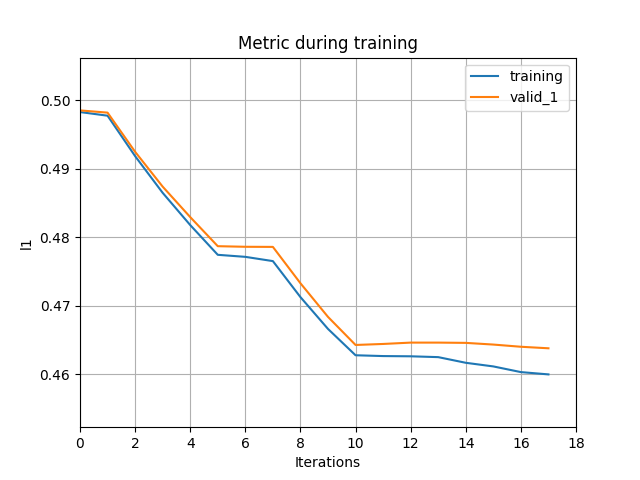 Metric during training
training
valid_1
0.50
0.49
0.48
0.47
0.46
l1
0 2 4 6 8 10 12 14 16 18
Iterations